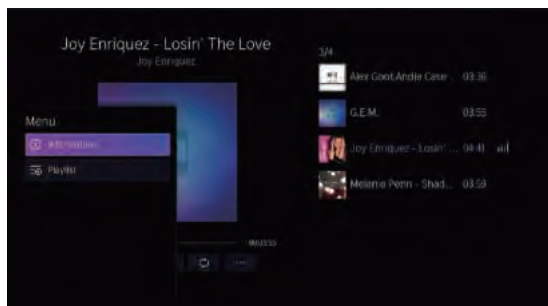 Joy Enriquez - Losin' The Love
Joy Enriquez
3/4
Alex Goot,Andie Case ... 03:36
G.E.M. 03:55
Joy Enriquez - Losin' ... 04:41
Melanie Penn - Shad... 03:59
Menu
Information
Playlist